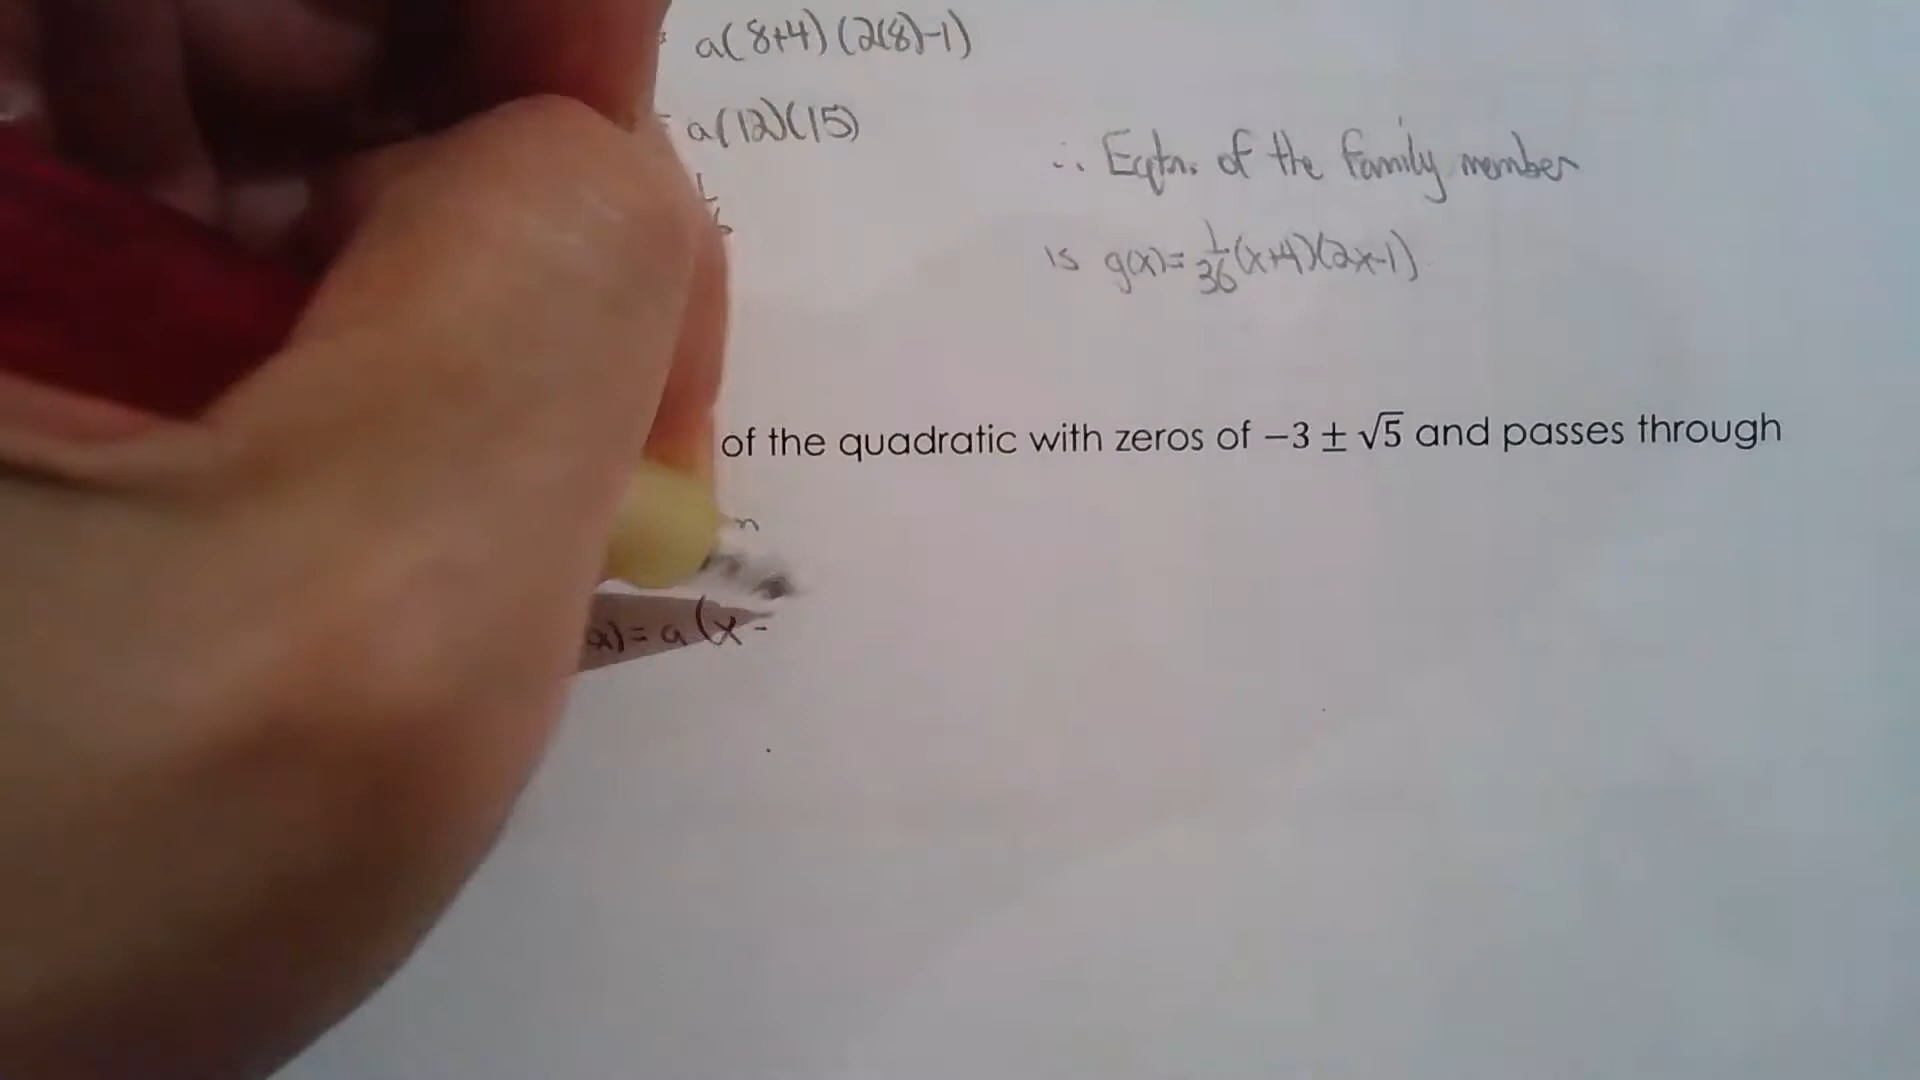 a(8+4)(2(8)-1)
= a(12)(15)
∴ Eqtn. of the family member
is g(x)=1/36(x+4)(2x-1)
of the quadratic with zeros of −3 ± √5 and passes through
x)= a (x -